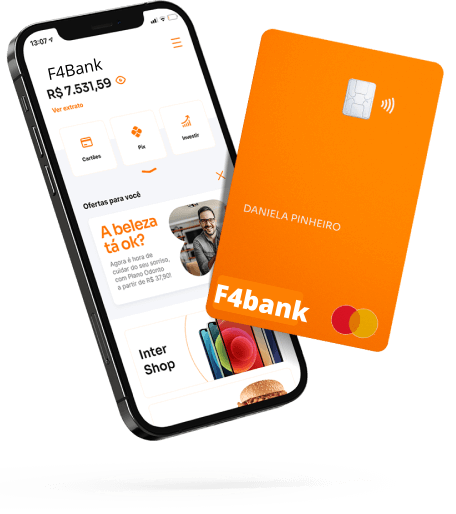 13:07
F4Bank
R$ 7.531,59
Ver extrato
Cartões
Pix
Investir
Ofertas para você
A beleza
tá ok?
Agora é hora de
cuidar do seu sorriso,
com Plano Odonto
a partir de R$ 37,90!
Inter
Shop
DANIELA PINHEIRO
F4bank